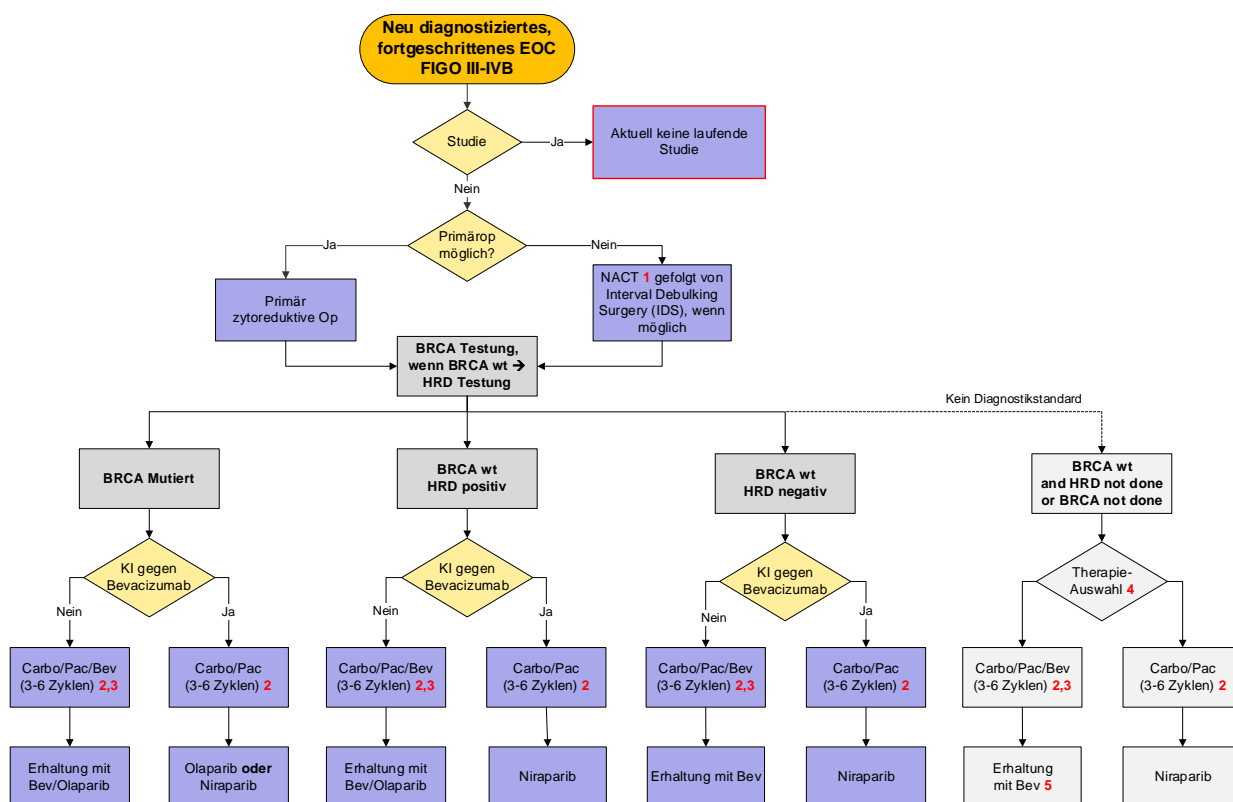 Neu diagnostiziertes,
fortgeschrittenes EOC
FIGO III-IVB
Studie
Ja
Aktuell keine laufende
Studie
Nein
Primärop
möglich?
Ja
Nein
Primär
zytoreduktive Op
NACT 1 gefolgt von
Interval Debulking
Surgery (IDS), wenn
möglich
BRCA Testung,
wenn BRCA wt →
HRD Testung
Kein Diagnostikstandard
BRCA Mutiert
BRCA wt
HRD positiv
BRCA wt
HRD negativ
BRCA wt
and HRD not done
or BRCA not done
KI gegen
Bevacizumab
KI gegen
Bevacizumab
KI gegen
Bevacizumab
Therapie-
Auswahl 4
Nein
Ja
Nein
Ja
Nein
Ja
Carbo/Pac/Bev
(3-6 Zyklen) 2,3
Carbo/Pac
(3-6 Zyklen) 2
Carbo/Pac/Bev
(3-6 Zyklen) 2,3
Carbo/Pac
(3-6 Zyklen) 2
Carbo/Pac/Bev
(3-6 Zyklen) 2,3
Carbo/Pac
(3-6 Zyklen) 2
Carbo/Pac/Bev
(3-6 Zyklen) 2,3
Carbo/Pac
(3-6 Zyklen) 2
Erhaltung mit
Bev/Olaparib
Olaparib oder
Niraparib
Erhaltung mit
Bev/Olaparib
Niraparib
Erhaltung mit Bev
Niraparib
Erhaltung
mit Bev 5
Niraparib